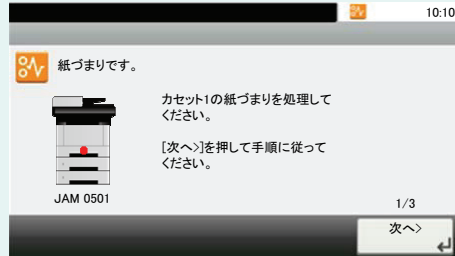 10:10
紙づまりです。
カセット1の紙づまりを処理して
ください。
[次へ>]を押して手順に従って
ください。
JAM 0501
1/3
次へ>